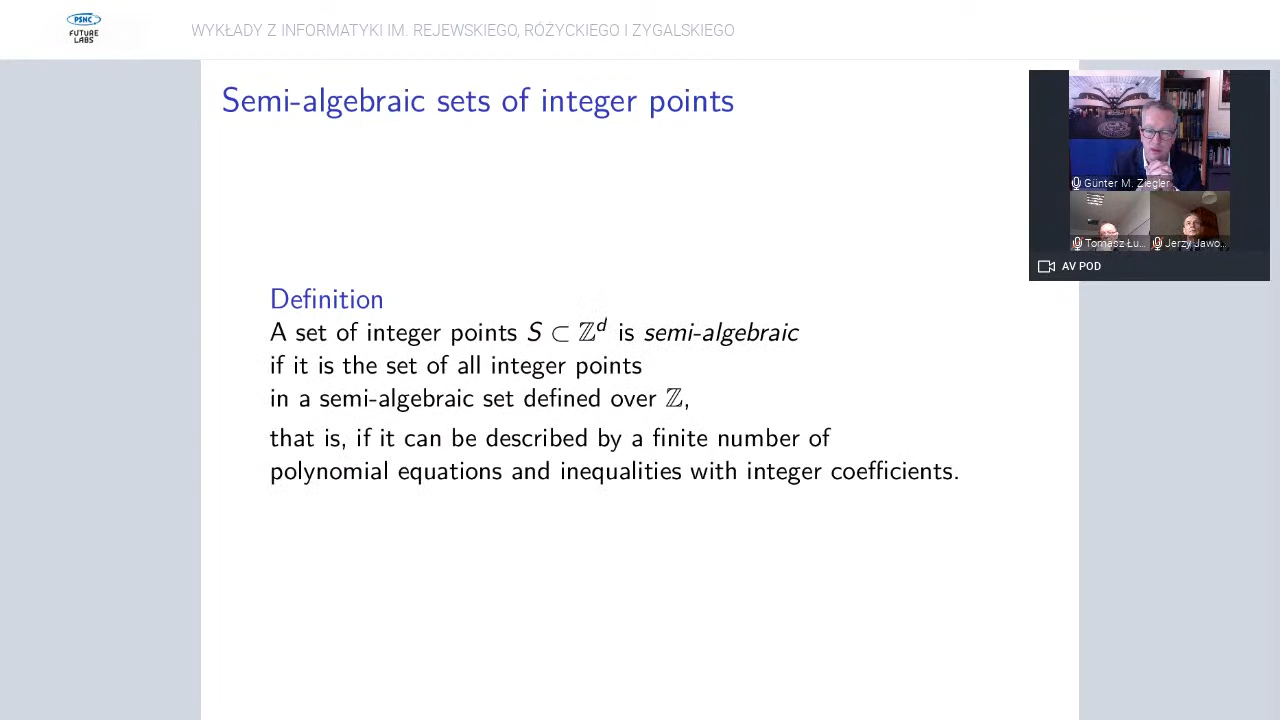 PSNC
FUTURE
LABS
WYKŁADY Z INFORMATYKI IM. REJEWSKIEGO, RÓŻYCKIEGO I ZYGALSKIEGO
Semi-algebraic sets of integer points
Günter M. Ziegler
Tomasz Łu...
Jerzy Jawo...
AV POD
Definition
A set of integer points S ⊂ ℤᵈ is semi-algebraic
if it is the set of all integer points
in a semi-algebraic set defined over ℤ,
that is, if it can be described by a finite number of
polynomial equations and inequalities with integer coefficients.